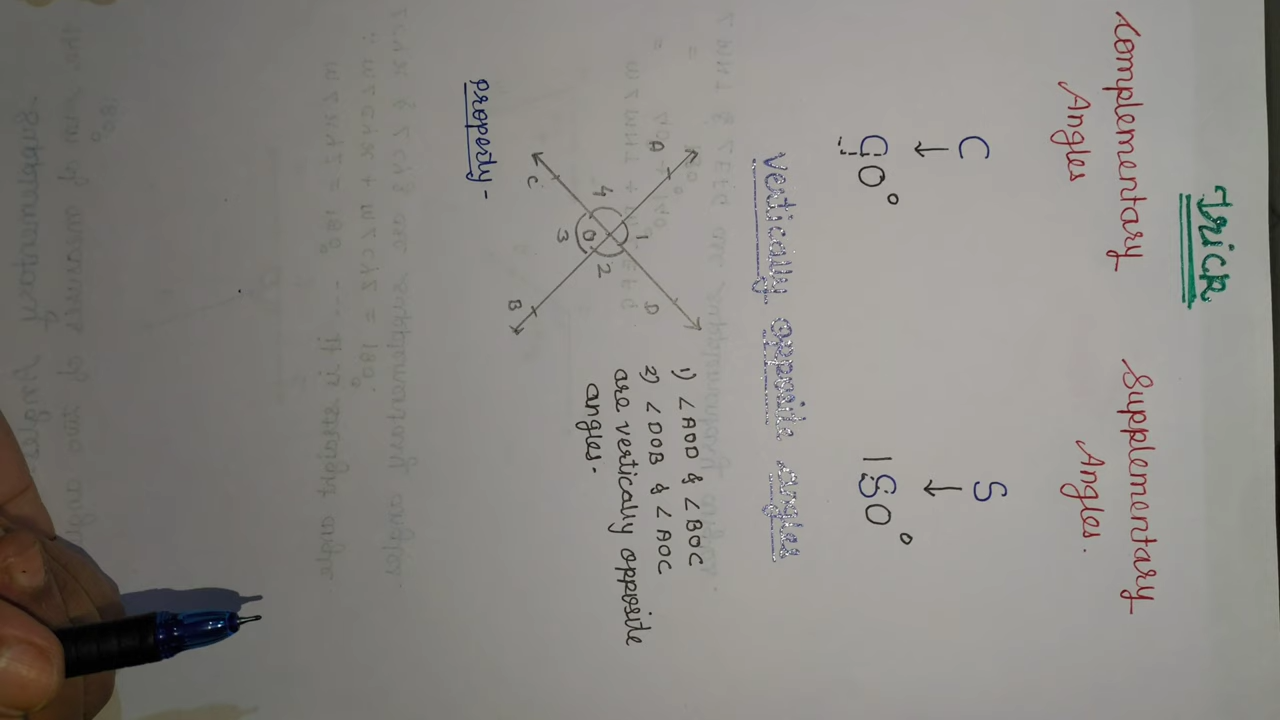 Trick
Complementary
Angles
Supplementary
Angles.
C
S
↓
↓
90°
180°
Vertically opposite angles
A
D
1
4
O
2
3
C
B
1) ∠AOD & ∠BOC
2) ∠DOB & ∠AOC
are vertically opposite
angles.
Property-